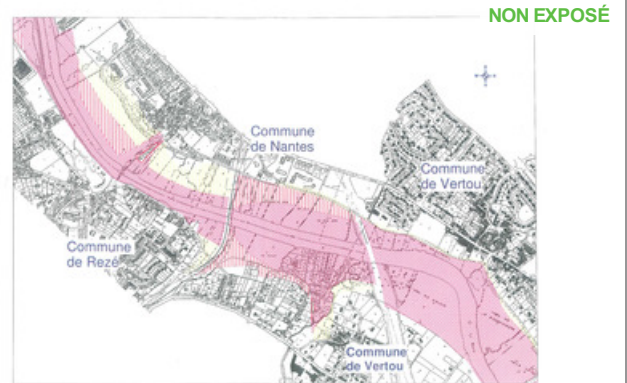 NON EXPOSÉ
Commune
de Nantes
Commune
de Vertou
Commune
de Rezé
Commune
de Vertou